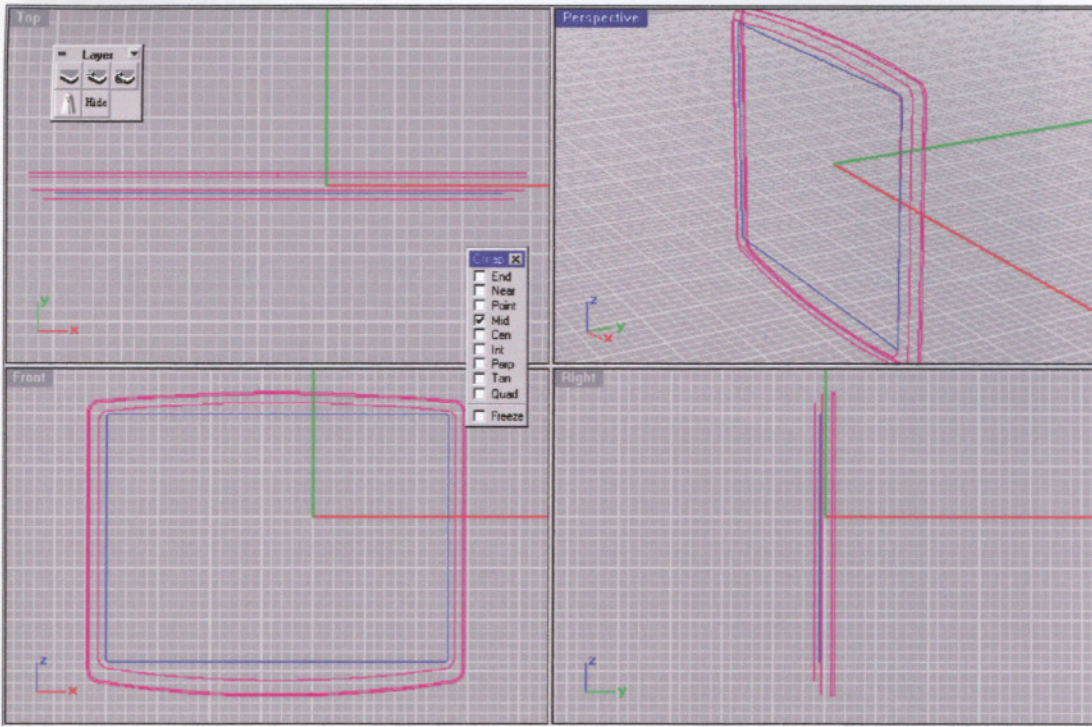 Top
Layer
Hide
y
x
Perspective
z
y
x
Osnap
End
Near
Point
Mid
Cen
Int
Perp
Tan
Quad
Freeze
Front
z
x
Right
z
y